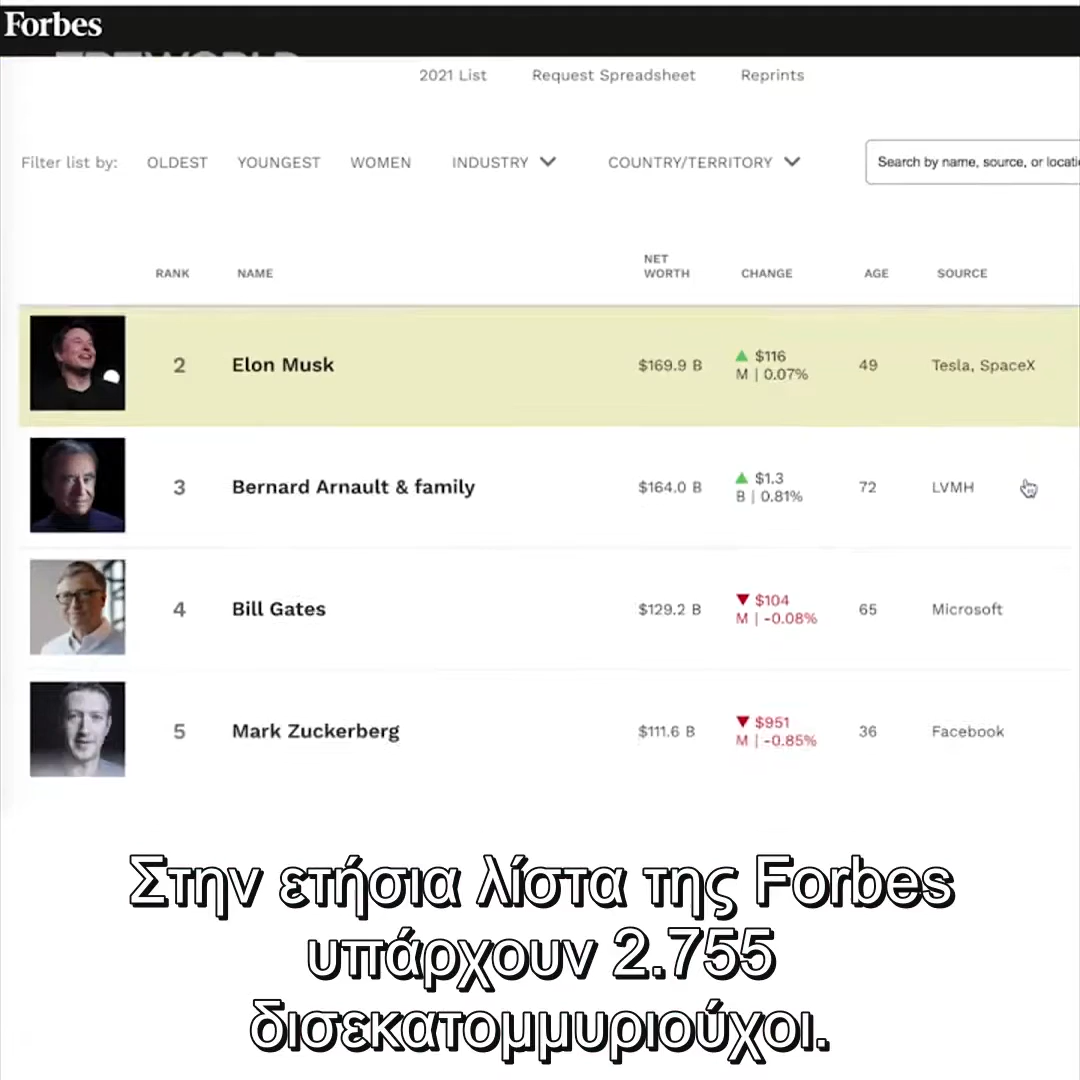 Forbes
2021 List Request Spreadsheet Reprints
Filter list by: OLDEST YOUNGEST WOMEN INDUSTRY COUNTRY/TERRITORY Search by name, source, or locati
RANK NAME NET WORTH CHANGE AGE SOURCE
2 Elon Musk $169.9 B $116 M | 0.07% 49 Tesla, SpaceX
3 Bernard Arnault & family $164.0 B $1.3 B | 0.81% 72 LVMH
4 Bill Gates $129.2 B $104 M | -0.08% 65 Microsoft
5 Mark Zuckerberg $111.6 B $951 M | -0.85% 36 Facebook
Στην ετήσια λίστα της Forbes
υπάρχουν 2.755
δισεκατομμυριούχοι.